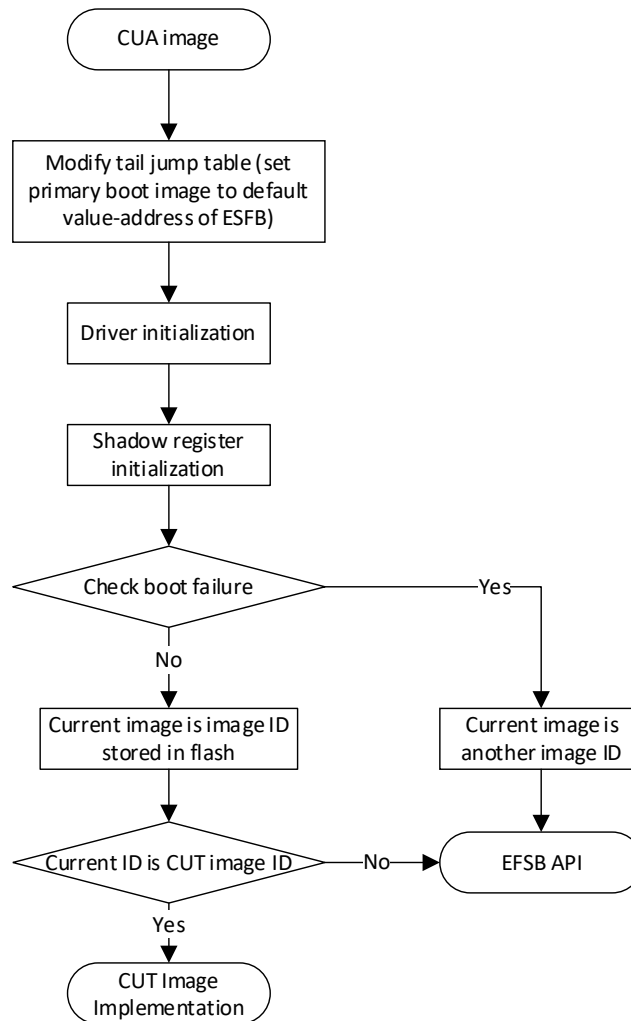 CUA image
Modify tail jump table (set
primary boot image to default
value-address of ESFB)
Driver initialization
Shadow register
initialization
Check boot failure
Yes
No
Current image is image ID
stored in flash
Current image is
another image ID
Current ID is CUT image ID
No
EFSB API
Yes
CUT Image
Implementation